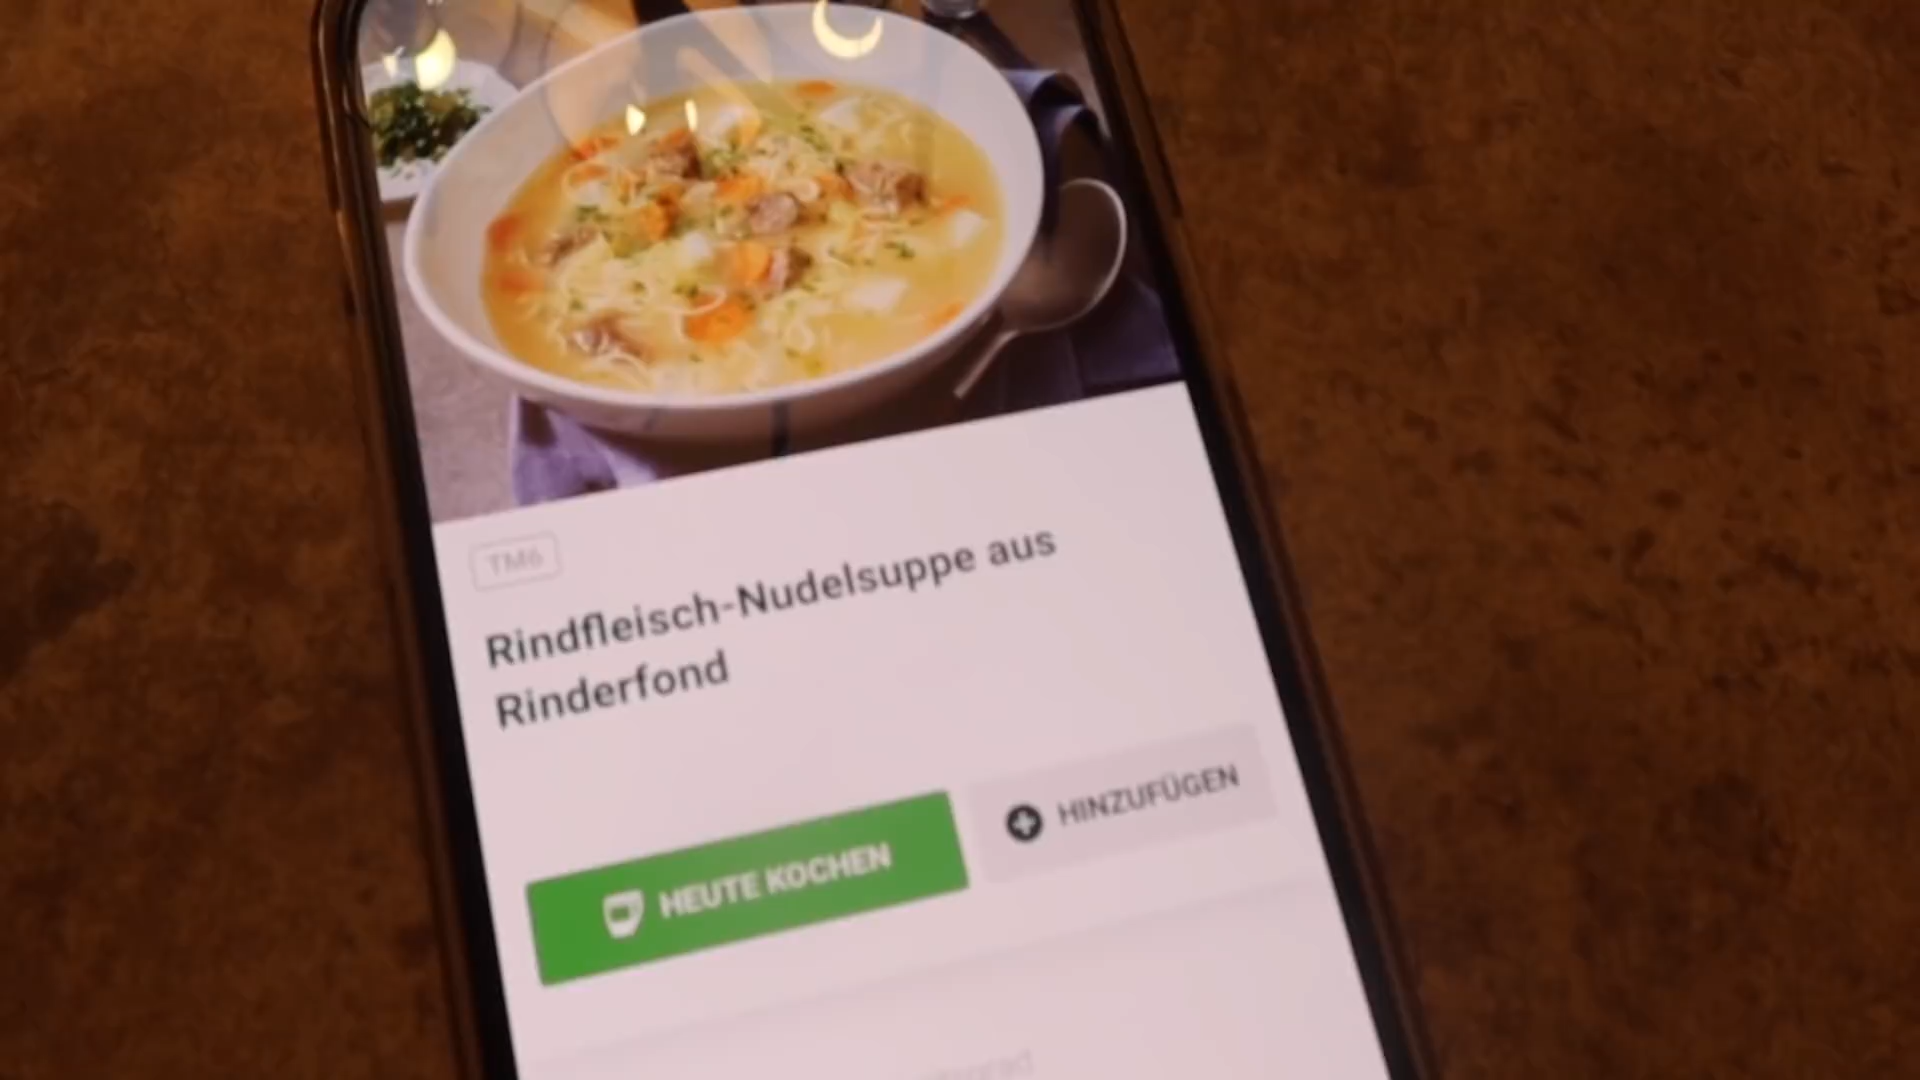 TM6
Rindfleisch-Nudelsuppe aus
Rinderfond
HEUTE KOCHEN
HINZUFÜGEN